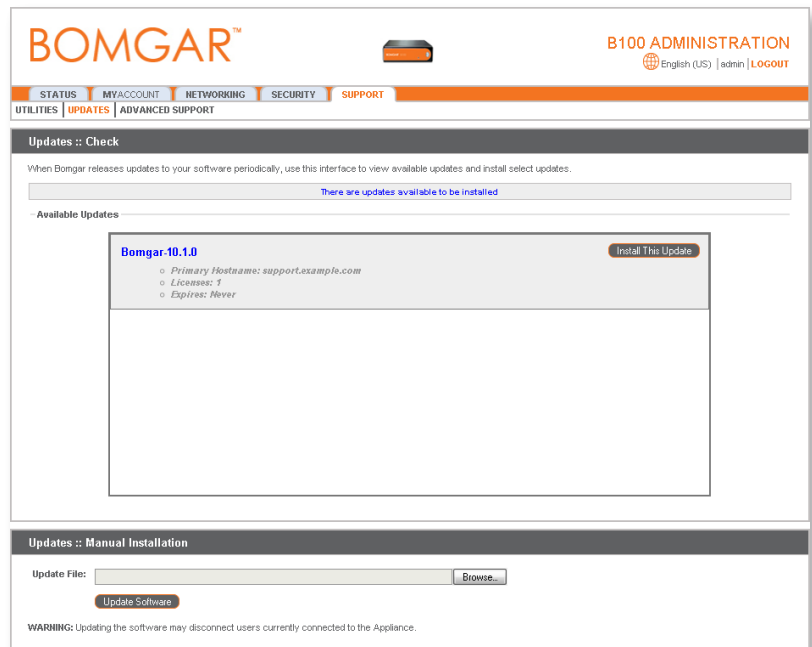 BOMGAR™
B100 ADMINISTRATION
English (US) | admin | LOGOUT
STATUS MYACCOUNT NETWORKING SECURITY SUPPORT
UTILITIES | UPDATES | ADVANCED SUPPORT
Updates :: Check
When Bomgar releases updates to your software periodically, use this interface to view available updates and install select updates.
There are updates available to be installed
Available Updates
Bomgar-10.1.0
Install This Update
Primary Hostname: support.example.com
Licenses: 1
Expires: Never
Updates :: Manual Installation
Update File:
Browse...
Update Software
WARNING: Updating the software may disconnect users currently connected to the Appliance.